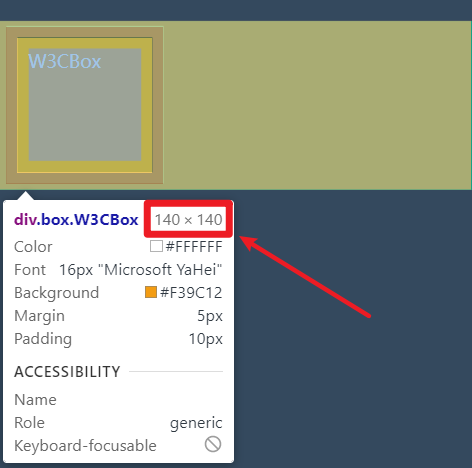 W3CBox
div.box.W3CBox 140 × 140
Color #FFFFFF
Font 16px "Microsoft YaHei"
Background #F39C12
Margin 5px
Padding 10px
ACCESSIBILITY
Name
Role generic
Keyboard-focusable